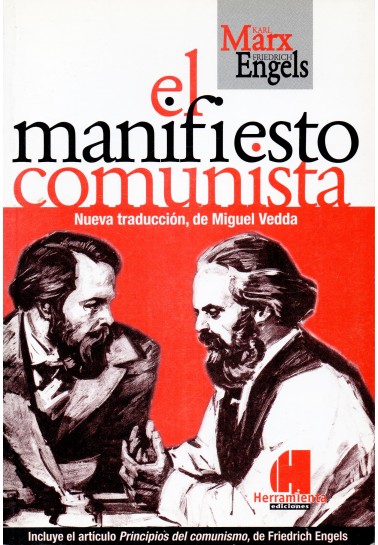 KARL
Marx
FRIEDRICH
Engels
el
manifiesto
comunista
Nueva traducción, de Miguel Vedda
H
Herramienta
ediciones
Incluye el artículo Principios del comunismo, de Friedrich Engels